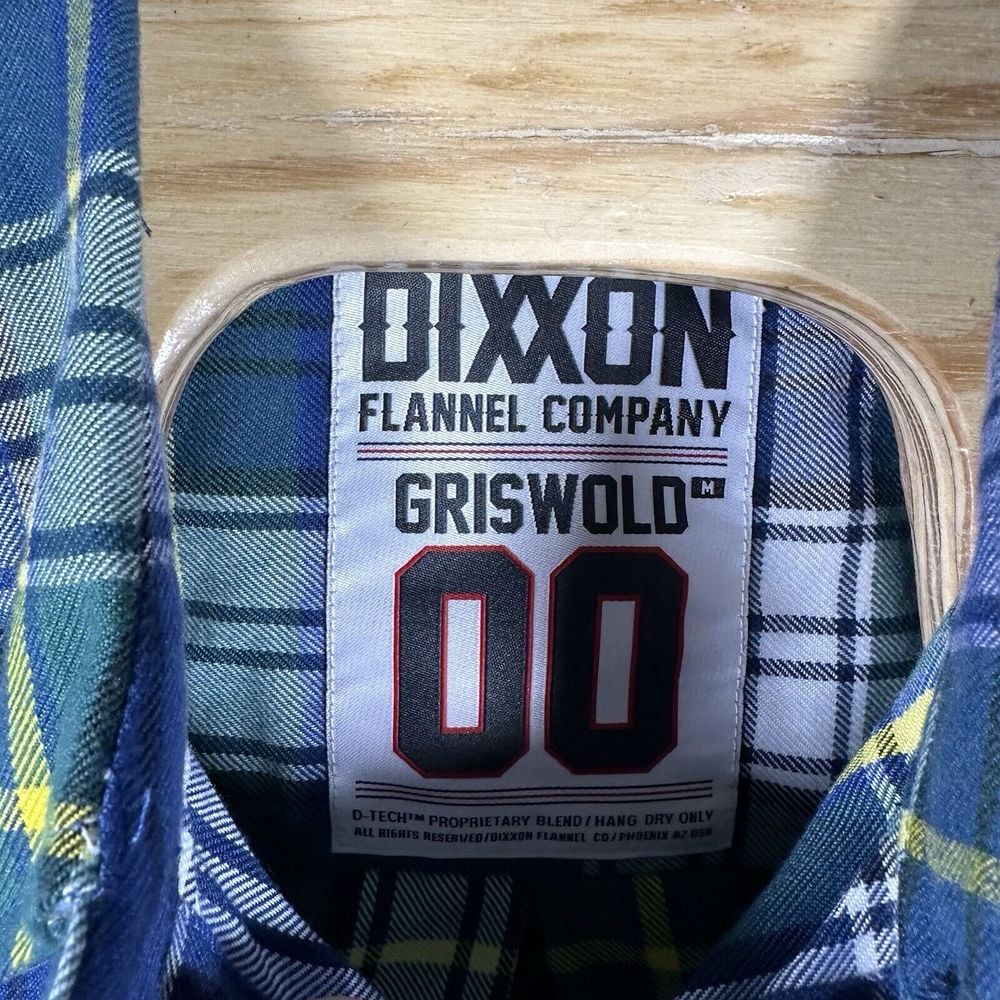 DIXXON
FLANNEL COMPANY
GRISWOLD M
00
D-TECH™ PROPRIETARY BLEND/HANG DRY ONLY
ALL RIGHTS RESERVED/DIXXON FLANNEL CO/PHOENIX AZ USA